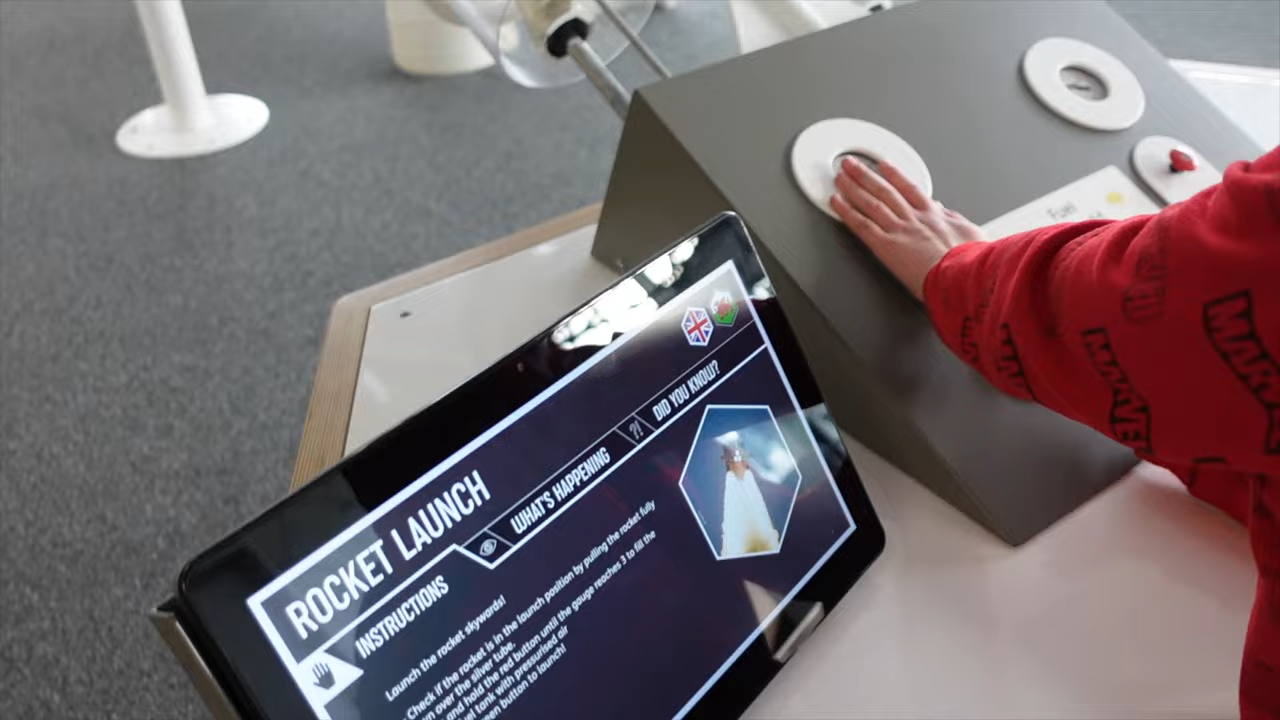 ROCKET LAUNCH
INSTRUCTIONS
WHAT'S HAPPENING
?!
DID YOU KNOW?
Launch the rocket skywards!
Check if the rocket is in the launch position by pulling the rocket fully
over the silver tube.
and hold the red button until the gauge reaches 3 to fill the
tank with pressurised air
button to launch!
Fuel
MARVEL